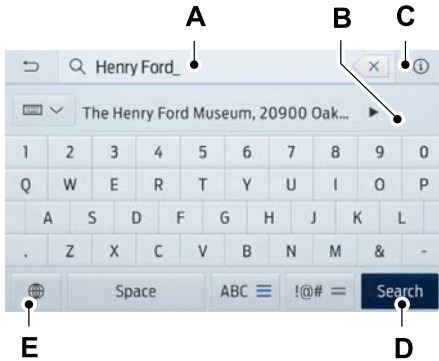 A
B
C
Henry Ford_
The Henry Ford Museum, 20900 Oak...
1 2 3 4 5 6 7 8 9 0
Q W E R T Y U I O P
A S D F G H J K L
. Z X C V B N M & -
Space ABC !@# Search
E
D